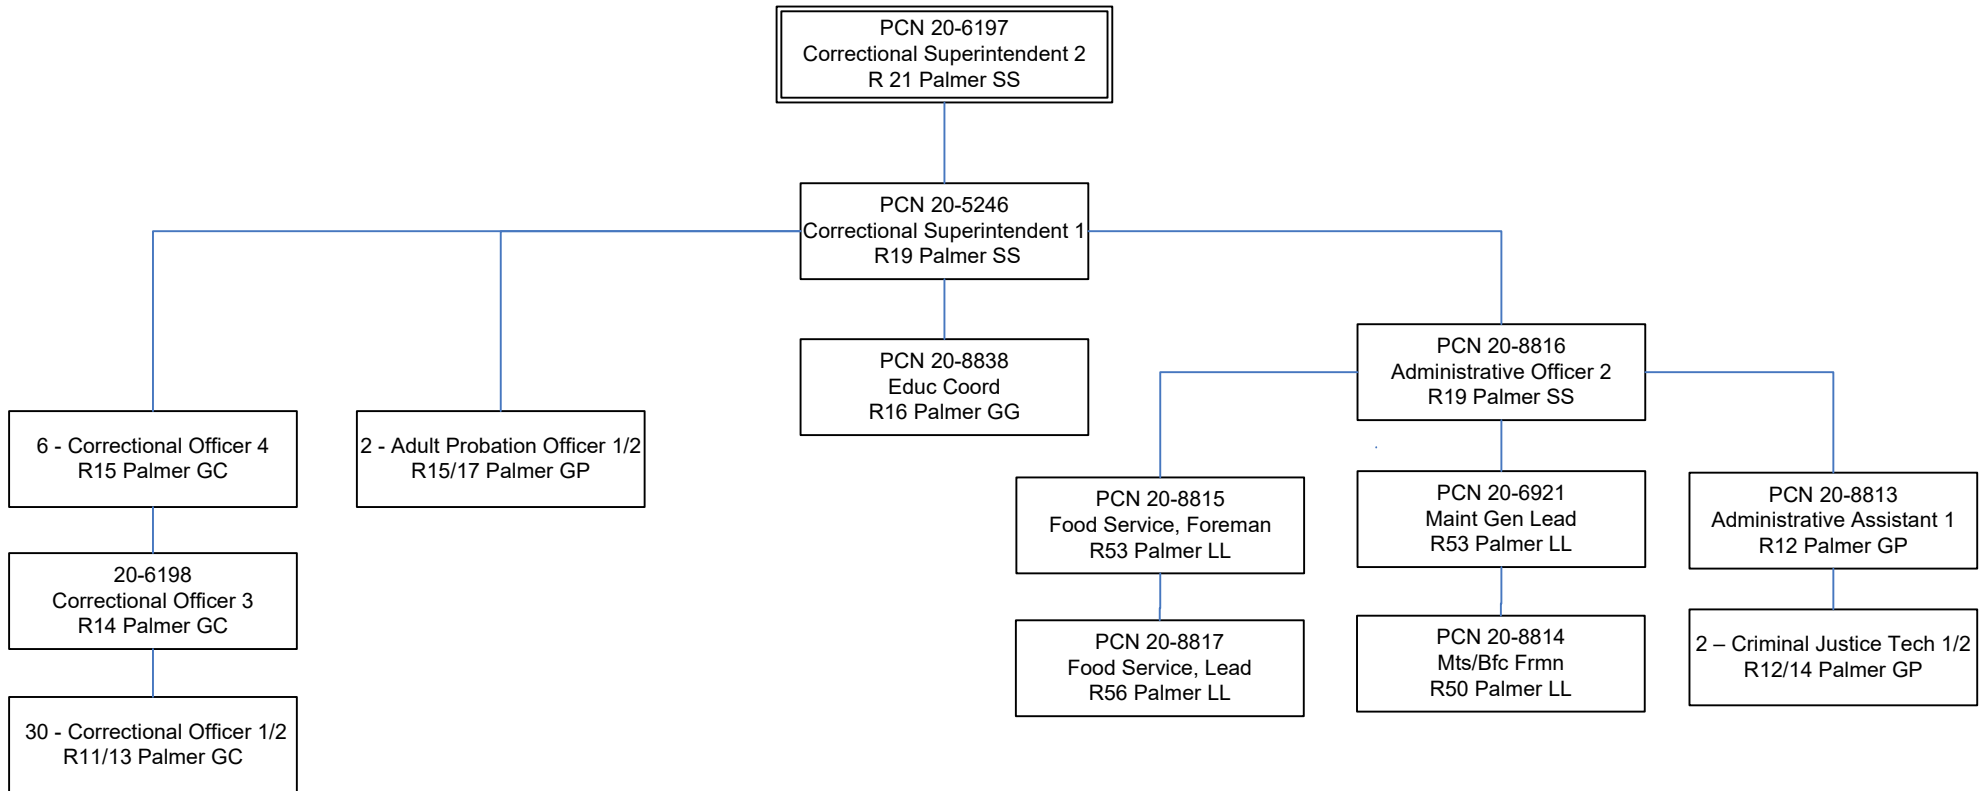 PCN 20-6197
Correctional Superintendent 2
R 21 Palmer SS
PCN 20-5246
Correctional Superintendent 1
R19 Palmer SS
PCN 20-8838
Educ Coord
R16 Palmer GG
PCN 20-8816
Administrative Officer 2
R19 Palmer SS
6 - Correctional Officer 4
R15 Palmer GC
2 - Adult Probation Officer 1/2
R15/17 Palmer GP
PCN 20-8815
Food Service, Foreman
R53 Palmer LL
PCN 20-6921
Maint Gen Lead
R53 Palmer LL
PCN 20-8813
Administrative Assistant 1
R12 Palmer GP
20-6198
Correctional Officer 3
R14 Palmer GC
PCN 20-8817
Food Service, Lead
R56 Palmer LL
PCN 20-8814
Mts/Bfc Frmn
R50 Palmer LL
2 – Criminal Justice Tech 1/2
R12/14 Palmer GP
30 - Correctional Officer 1/2
R11/13 Palmer GC